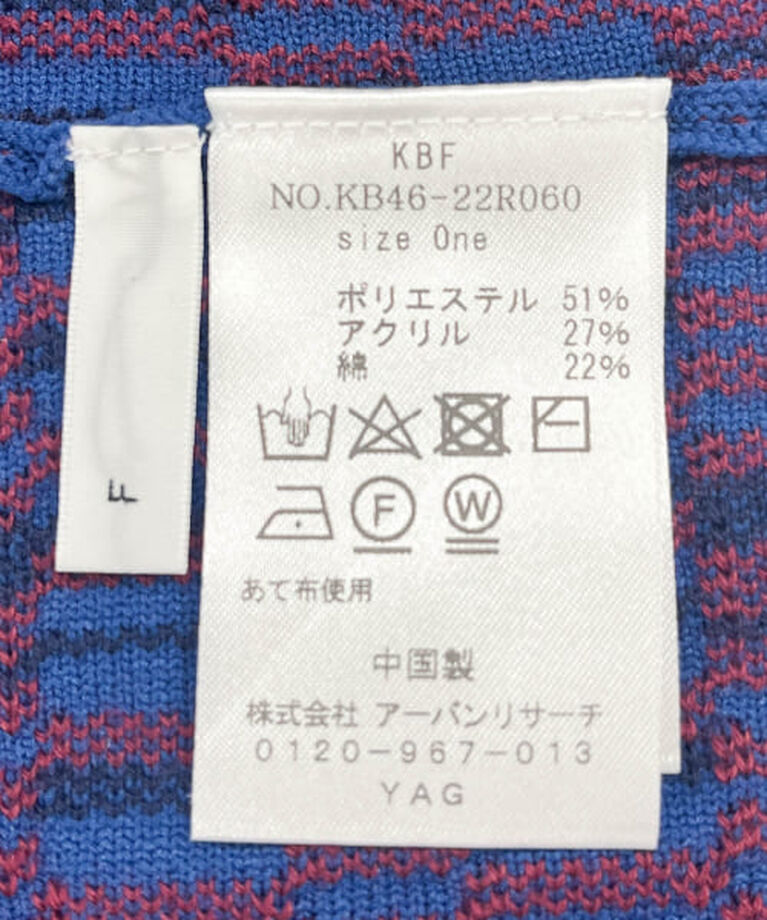 KBF
NO.KB46-22R060
size One
ポリエステル 51%
アクリル 27%
綿 22%
F W
あて布使用
中国製
株式会社 アーバンリサーチ
0120-967-013
YAG
F